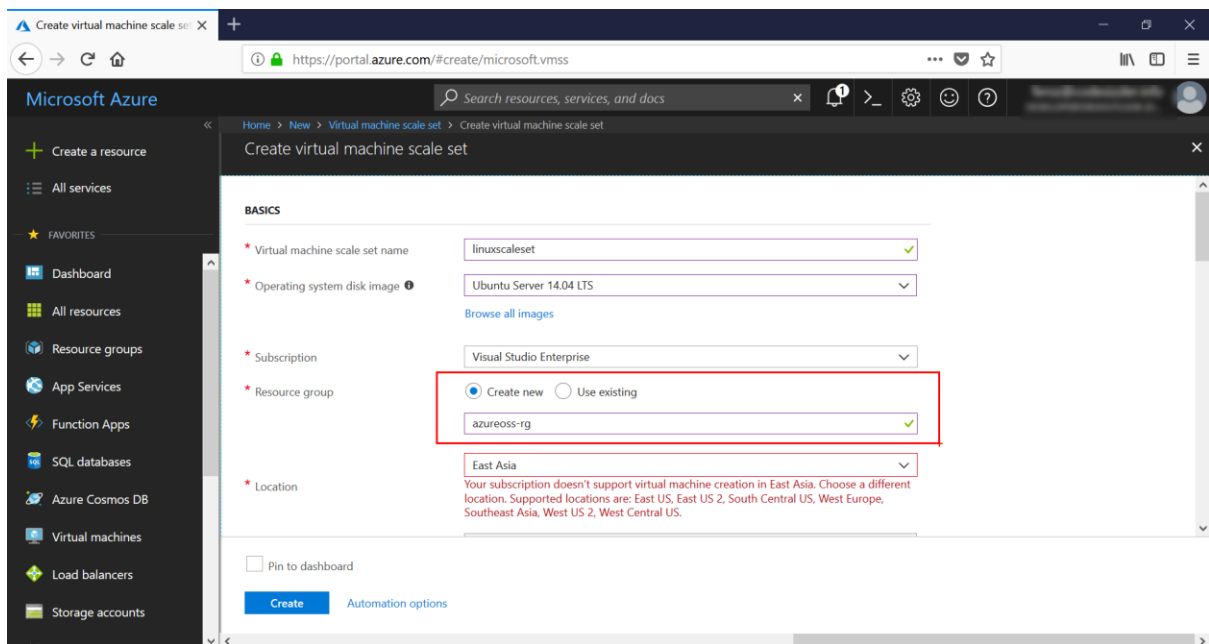 Create virtual machine scale set
https://portal.azure.com/#create/microsoft.vmss
Microsoft Azure
Search resources, services, and docs
1
Home > New > Virtual machine scale set > Create virtual machine scale set
Create a resource
Create virtual machine scale set
All services
BASICS
FAVORITES
* Virtual machine scale set name
linuxscaleset
Dashboard
* Operating system disk image
Ubuntu Server 14.04 LTS
All resources
Browse all images
Resource groups
* Subscription
Visual Studio Enterprise
App Services
* Resource group
Create new
Use existing
Function Apps
azureoss-rg
SQL databases
East Asia
* Location
Your subscription doesn't support virtual machine creation in East Asia. Choose a different
location. Supported locations are: East US, East US 2, South Central US, West Europe,
Southeast Asia, West US 2, West Central US.
Azure Cosmos DB
Virtual machines
Pin to dashboard
Load balancers
Create
Automation options
Storage accounts